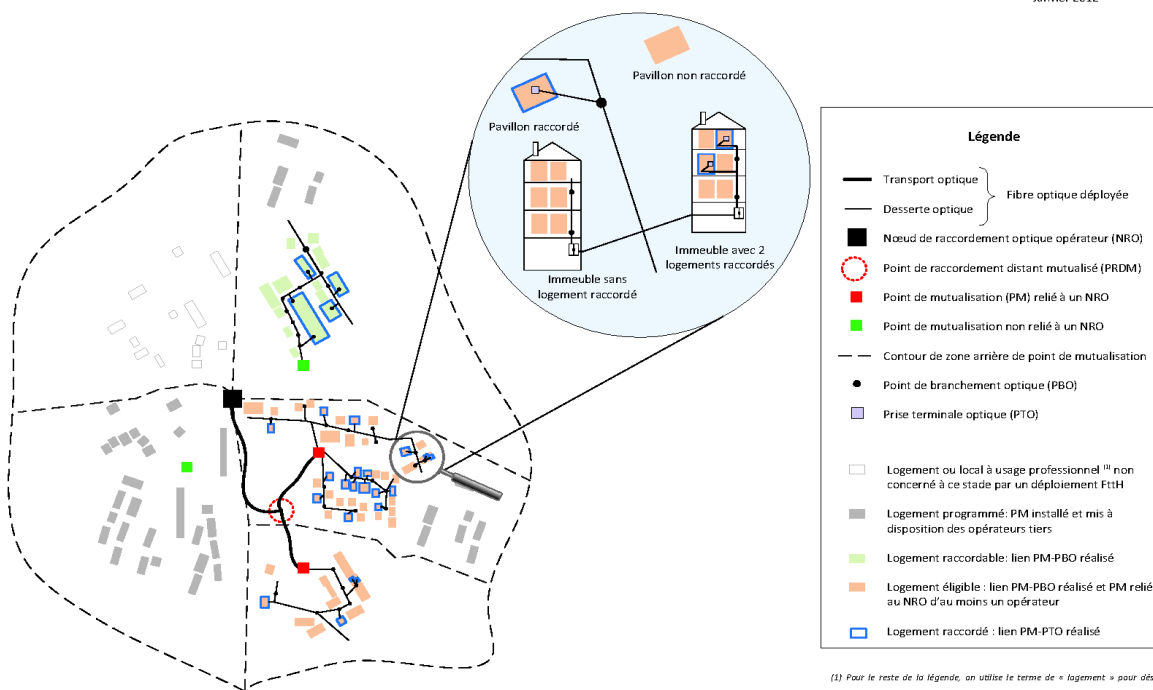 Janvier 2012
Pavillon non raccordé
Pavillon raccordé
Immeuble avec 2
logements raccordés
Immeuble sans
logement raccordé
Légende
Transport optique
Desserte optique
Fibre optique déployée
Nœud de raccordement optique opérateur (NRO)
Point de raccordement distant mutualisé (PRDM)
Point de mutualisation (PM) relié à un NRO
Point de mutualisation non relié à un NRO
Contour de zone arrière de point de mutualisation
Point de branchement optique (PBO)
Prise terminale optique (PTO)
Logement ou local à usage professionnel (1) non
concerné à ce stade par un déploiement FttH
Logement programmé: PM installé et mis à
disposition des opérateurs tiers
Logement raccordable: lien PM-PBO réalisé
Logement éligible : lien PM-PBO réalisé et PM relié
au NRO d'au moins un opérateur
Logement raccordé : lien PM-PTO réalisé
(1) Pour le reste de la légende, on utilise le terme de « logement » pour dés